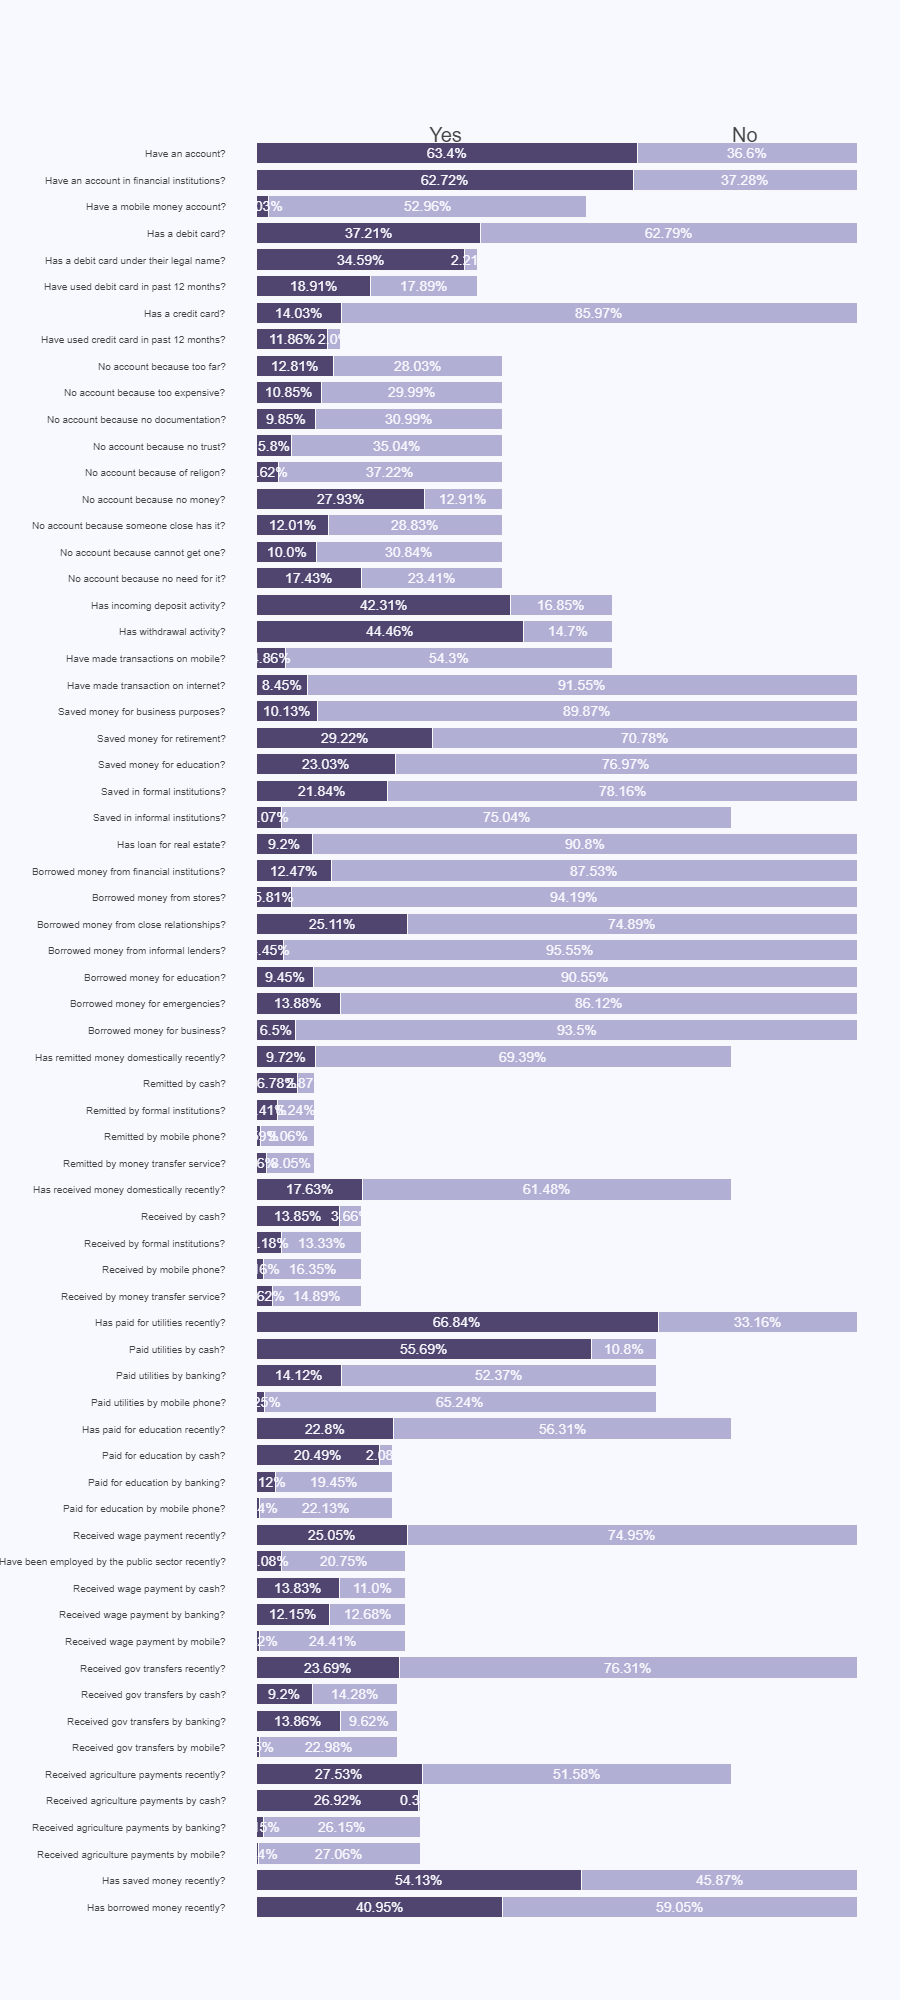 Yes No
Have an account? 63.4% 36.6%
Have an account in financial institutions? 62.72% 37.28%
Have a mobile money account? 52.96%
Has a debit card? 37.21% 62.79%
Has a debit card under their legal name? 34.59% 2.21
Have used debit card in past 12 months? 18.91% 17.89%
Has a credit card? 14.03% 85.97%
Have used credit card in past 12 months? 11.86%
No account because too far? 12.81% 28.03%
No account because too expensive? 10.85% 29.99%
No account because no documentation? 9.85% 30.99%
No account because no trust? 5.8% 35.04%
No account because of religon? .62% 37.22%
No account because no money? 27.93% 12.91%
No account because someone close has it? 12.01% 28.83%
No account because cannot get one? 10.0% 30.84%
No account because no need for it? 17.43% 23.41%
Has incoming deposit activity? 42.31% 16.85%
Has withdrawal activity? 44.46% 14.7%
Have made transactions on mobile? .86% 54.3%
Have made transaction on internet? 8.45% 91.55%
Saved money for business purposes? 10.13% 89.87%
Saved money for retirement? 29.22% 70.78%
Saved money for education? 23.03% 76.97%
Saved in formal institutions? 21.84% 78.16%
Saved in informal institutions? .07% 75.04%
Has loan for real estate? 9.2% 90.8%
Borrowed money from financial institutions? 12.47% 87.53%
Borrowed money from stores? 5.81% 94.19%
Borrowed money from close relationships? 25.11% 74.89%
Borrowed money from informal lenders? .45% 95.55%
Borrowed money for education? 9.45% 90.55%
Borrowed money for emergencies? 13.88% 86.12%
Borrowed money for business? 6.5% 93.5%
Has remitted money domestically recently? 9.72% 69.39%
Remitted by cash? 6.78%
Remitted by formal institutions?
Remitted by mobile phone?
Remitted by money transfer service?
Has received money domestically recently? 17.63% 61.48%
Received by cash? 13.85% 3.66
Received by formal institutions? .18% 13.33%
Received by mobile phone? 16.35%
Received by money transfer service? 62% 14.89%
Has paid for utilities recently? 66.84% 33.16%
Paid utilities by cash? 55.69% 10.8%
Paid utilities by banking? 14.12% 52.37%
Paid utilities by mobile phone? 65.24%
Has paid for education recently? 22.8% 56.31%
Paid for education by cash? 20.49% 2.08
Paid for education by banking? 12% 19.45%
Paid for education by mobile phone? 4% 22.13%
Received wage payment recently? 25.05% 74.95%
Have been employed by the public sector recently? .08% 20.75%
Received wage payment by cash? 13.83% 11.0%
Received wage payment by banking? 12.15% 12.68%
Received wage payment by mobile? 2% 24.41%
Received gov transfers recently? 23.69% 76.31%
Received gov transfers by cash? 9.2% 14.28%
Received gov transfers by banking? 13.86% 9.62%
Received gov transfers by mobile? 22.98%
Received agriculture payments recently? 27.53% 51.58%
Received agriculture payments by cash? 26.92% 0.3
Received agriculture payments by banking? 26.15%
Received agriculture payments by mobile? 4% 27.06%
Has saved money recently? 54.13% 45.87%
Has borrowed money recently? 40.95% 59.05%